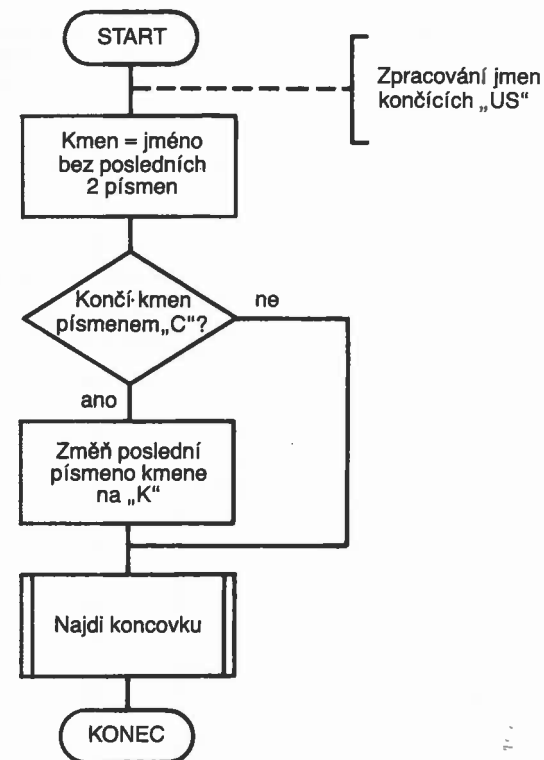 START
Zpracování jmen
končících „US“
Kmen = jméno
bez posledních
2 písmen
Končí kmen
písmenem „C“?
ne
ano
Změň poslední
písmeno kmene
na „K“
Najdi koncovku
KONEC